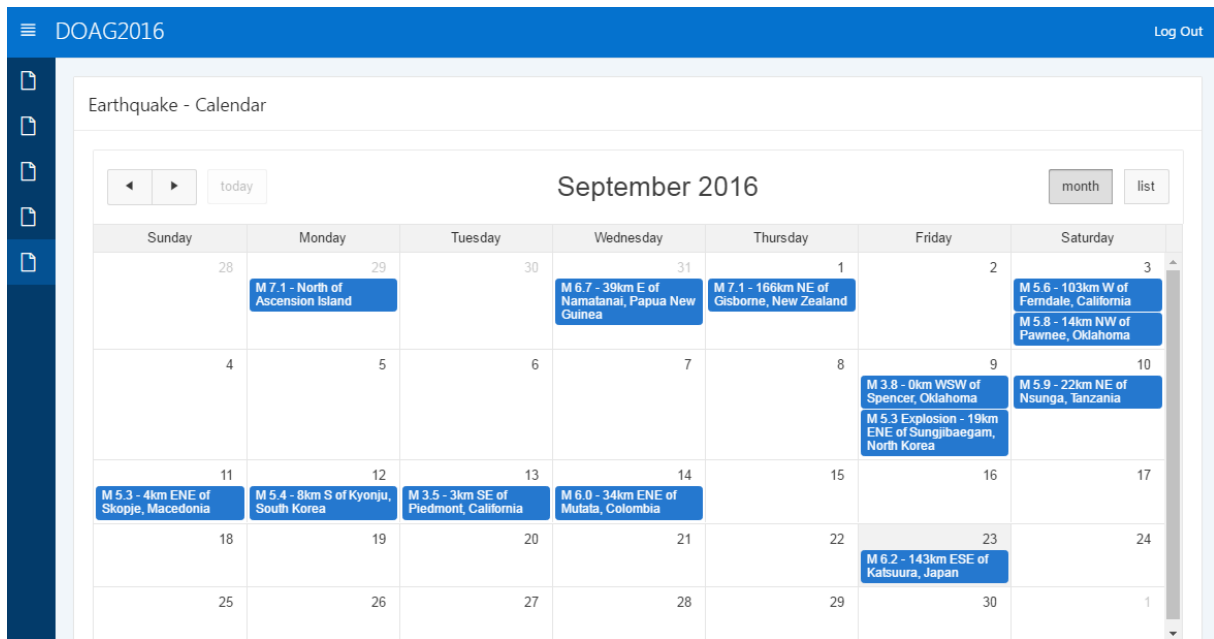 DOAG2016
Log Out
Earthquake - Calendar
today
September 2016
month
list
Sunday
Monday
Tuesday
Wednesday
Thursday
Friday
Saturday
28
29
M 7.1 - North of
Ascension Island
30
31
M 6.7 - 39km E of
Namatanai, Papua New
Guinea
1
M 7.1 - 166km NE of
Gisborne, New Zealand
2
3
M 5.6 - 103km W of
Ferndale, California
M 5.8 - 14km NW of
Pawnee, Oklahoma
4
5
6
7
8
9
M 3.8 - 0km WSW of
Spencer, Oklahoma
M 5.3 Explosion - 19km
ENE of Sungjibaegam,
North Korea
10
M 5.9 - 22km NE of
Nsunga, Tanzania
11
M 5.3 - 4km ENE of
Skopje, Macedonia
12
M 5.4 - 8km S of Kyonju,
South Korea
13
M 3.5 - 3km SE of
Piedmont, California
14
M 6.0 - 34km ENE of
Mutata, Colombia
15
16
17
18
19
20
21
22
23
M 6.2 - 143km ESE of
Katsuura, Japan
24
25
26
27
28
29
30
1